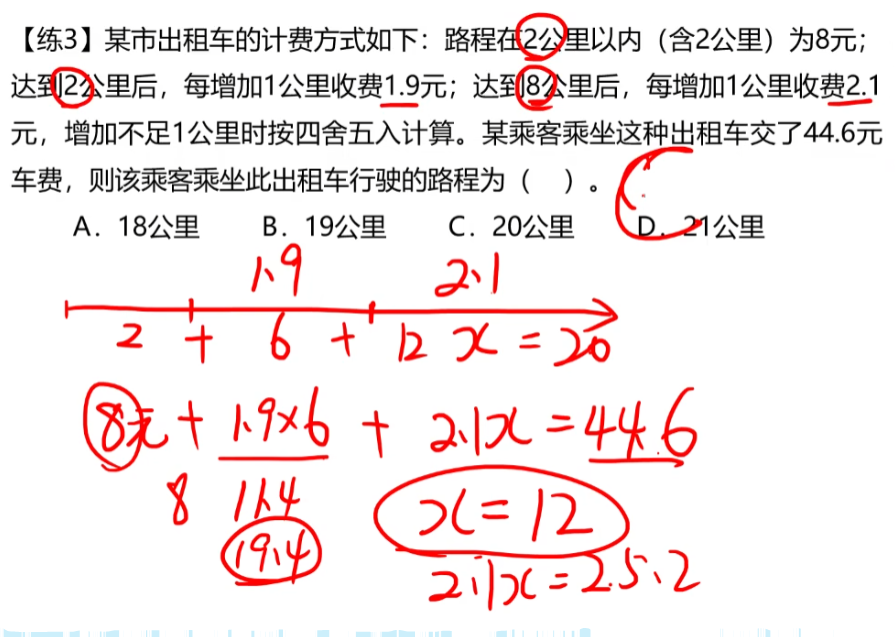 【练3】某市出租车的计费方式如下：路程在2公里以内（含2公里）为8元；
达到2公里后，每增加1公里收费1.9元；达到8公里后，每增加1公里收费2.1
元，增加不足1公里时按四舍五入计算。某乘客乘坐这种出租车交了44.6元
车费，则该乘客乘坐此出租车行驶的路程为（ ）。
A．18公里 B．19公里 C．20公里 D．21公里
1.9 2.1
2 + 6 + 12 x = 20
8元 + 1.9×6 + 2.1x = 44.6
8 11.4 x = 12
19.4
2.1x = 25.2